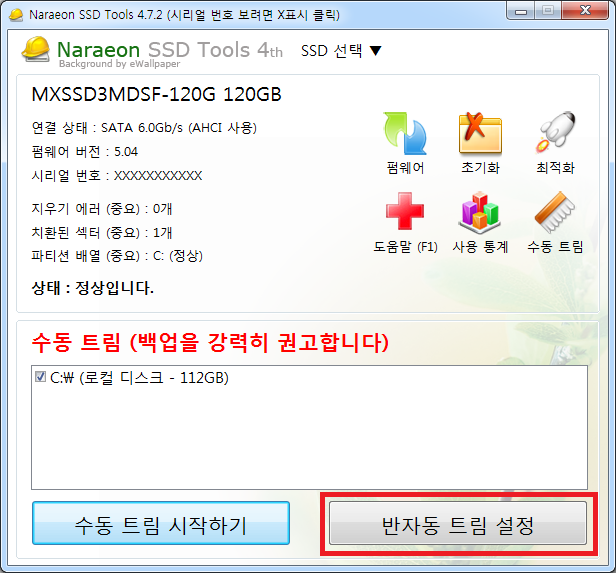 Naraeon SSD Tools 4.7.2 (시리얼 번호 보려면 X표시 클릭)
Naraeon SSD Tools 4th SSD 선택 ▼
Background by eWallpaper
MXSSD3MDSF-120G 120GB
연결 상태 : SATA 6.0Gb/s (AHCI 사용)
펌웨어 버전 : 5.04
시리얼 번호 : XXXXXXXXXXX
지우기 에러 (중요) : 0개
치환된 섹터 (중요) : 1개
파티션 배열 (중요) : C: (정상)
상태 : 정상입니다.
펌웨어 초기화 최적화
도움말 (F1) 사용 통계 수동 트림
수동 트림 (백업을 강력히 권고합니다)
C:₩ (로컬 디스크 - 112GB)
수동 트림 시작하기 반자동 트림 설정